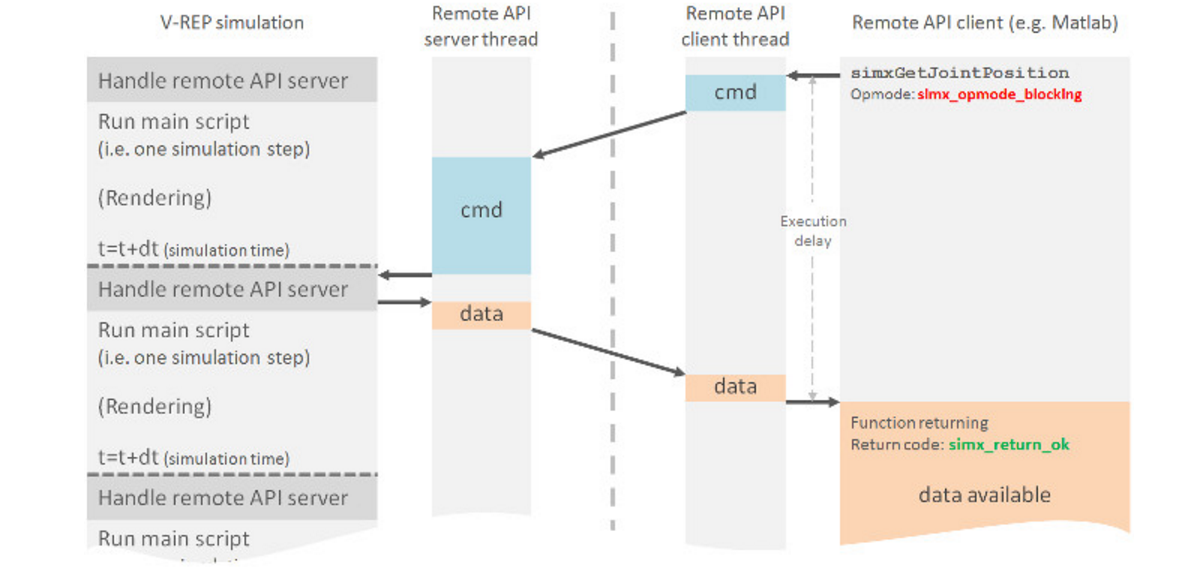 V-REP simulation
Remote API
server thread
Remote API
client thread
Remote API client (e.g. Matlab)
Handle remote API server
Run main script
(i.e. one simulation step)
(Rendering)
t=t+dt (simulation time)
Handle remote API server
Run main script
(i.e. one simulation step)
(Rendering)
t=t+dt (simulation time)
Handle remote API server
Run main script
cmd
data
cmd
data
simxGetJointPosition
Opmode: simx_opmode_blocking
Execution
delay
Function returning
Return code: simx_return_ok
data available